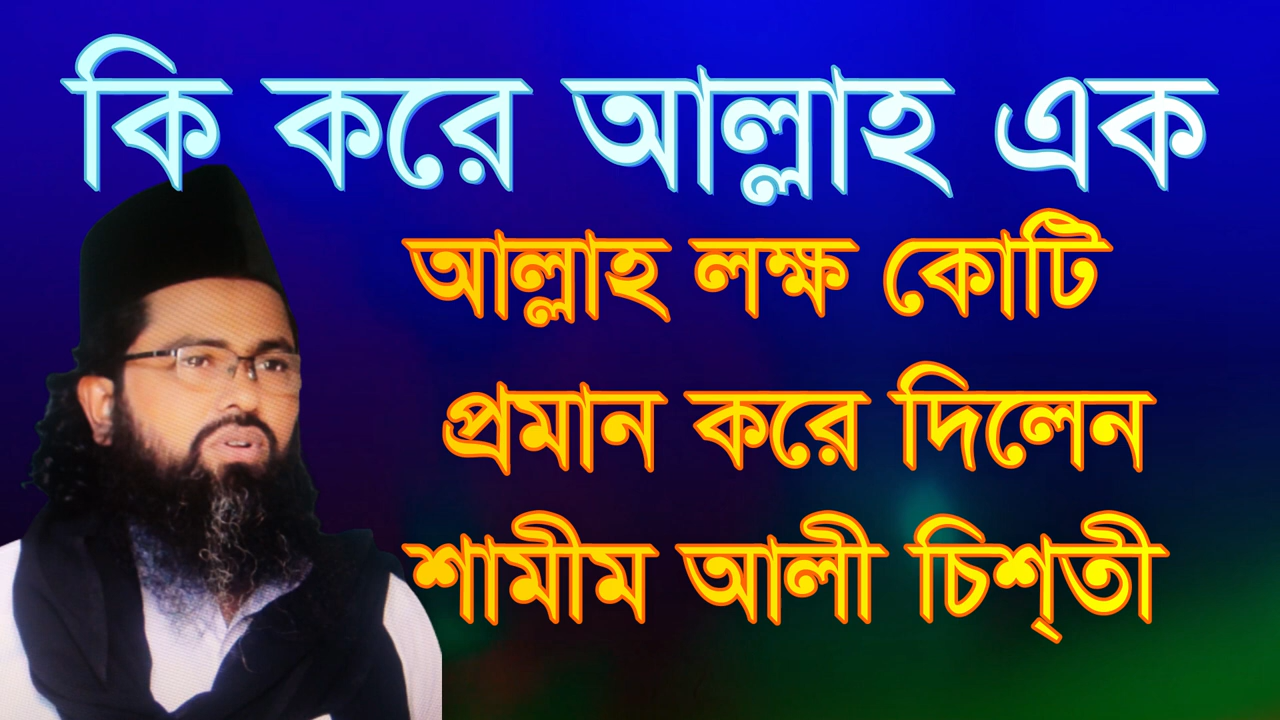 কি করে আল্লাহ এক
আল্লাহ লক্ষ কোটি
প্রমান করে দিলেন
শামীম আলী চিশ্‌তী